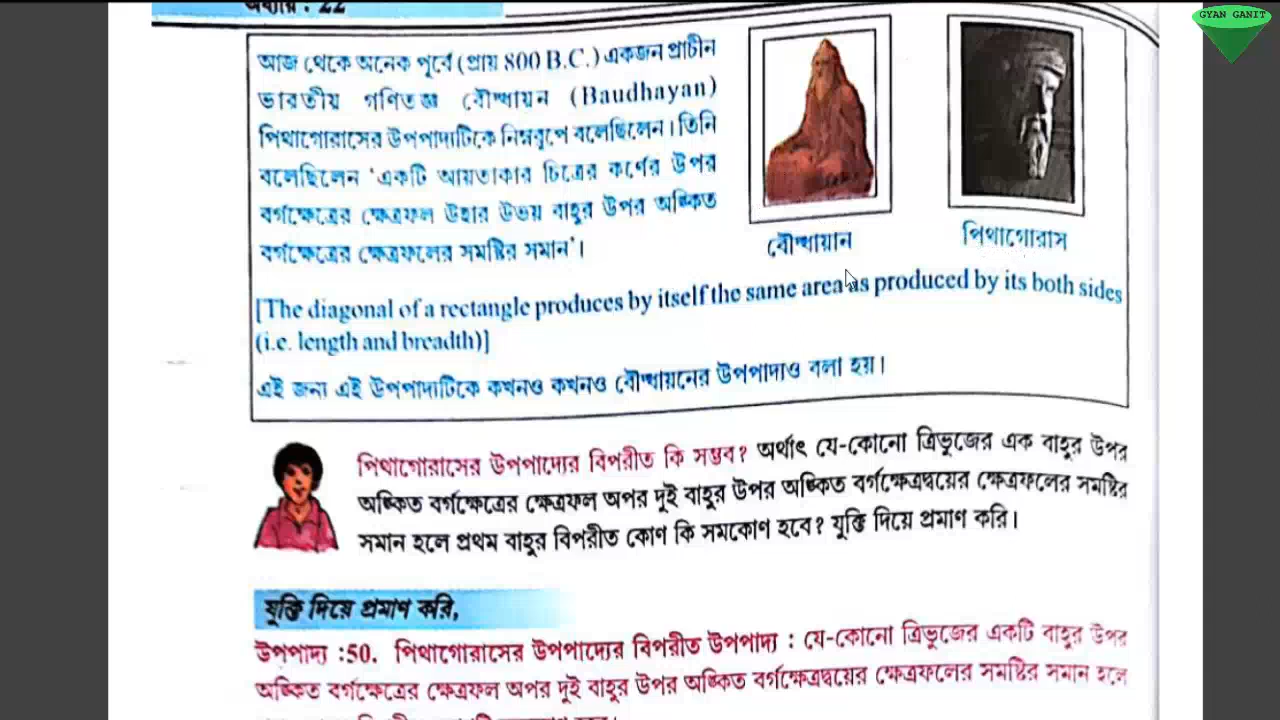 অধ্যায় : 22
GYAN GANIT
আজ থেকে অনেক পূর্বে (প্রায় 800 B.C.) একজন প্রাচীন
ভারতীয় গণিতজ্ঞ বৌধায়ন (Baudhayan)
পিথাগোরাসের উপপাদ্যটিকে নিম্নরূপে বলেছিলেন। তিনি
বলেছিলেন ‘একটি আয়তাকার চিত্রের কর্ণের উপর
বর্গক্ষেত্রের ক্ষেত্রফল উহার উভয় বাহুর উপর অঙ্কিত
বর্গক্ষেত্রের ক্ষেত্রফলের সমষ্টির সমান’।
বৌধায়ান
পিথাগোরাস
[The diagonal of a rectangle produces by itself the same area as produced by its both sides
(i.e. length and breadth)]
এই জন্য এই উপপাদ্যটিকে কখনও কখনও বৌধায়নের উপপাদ্যও বলা হয়।
পিথাগোরাসের উপপাদ্যের বিপরীত কি সম্ভব? অর্থাৎ যে-কোনো ত্রিভুজের এক বাহুর উপর
অঙ্কিত বর্গক্ষেত্রের ক্ষেত্রফল অপর দুই বাহুর উপর অঙ্কিত বর্গক্ষেত্রদ্বয়ের ক্ষেত্রফলের সমষ্টির
সমান হলে প্রথম বাহুর বিপরীত কোণ কি সমকোণ হবে? যুক্তি দিয়ে প্রমাণ করি।
যুক্তি দিয়ে প্রমাণ করি,
উপপাদ্য :50. পিথাগোরাসের উপপাদ্যের বিপরীত উপপাদ্য : যে-কোনো ত্রিভুজের একটি বাহুর উপর
অঙ্কিত বর্গক্ষেত্রের ক্ষেত্রফল অপর দুই বাহুর উপর অঙ্কিত বর্গক্ষেত্রদ্বয়ের ক্ষেত্রফলের সমষ্টির সমান হলে